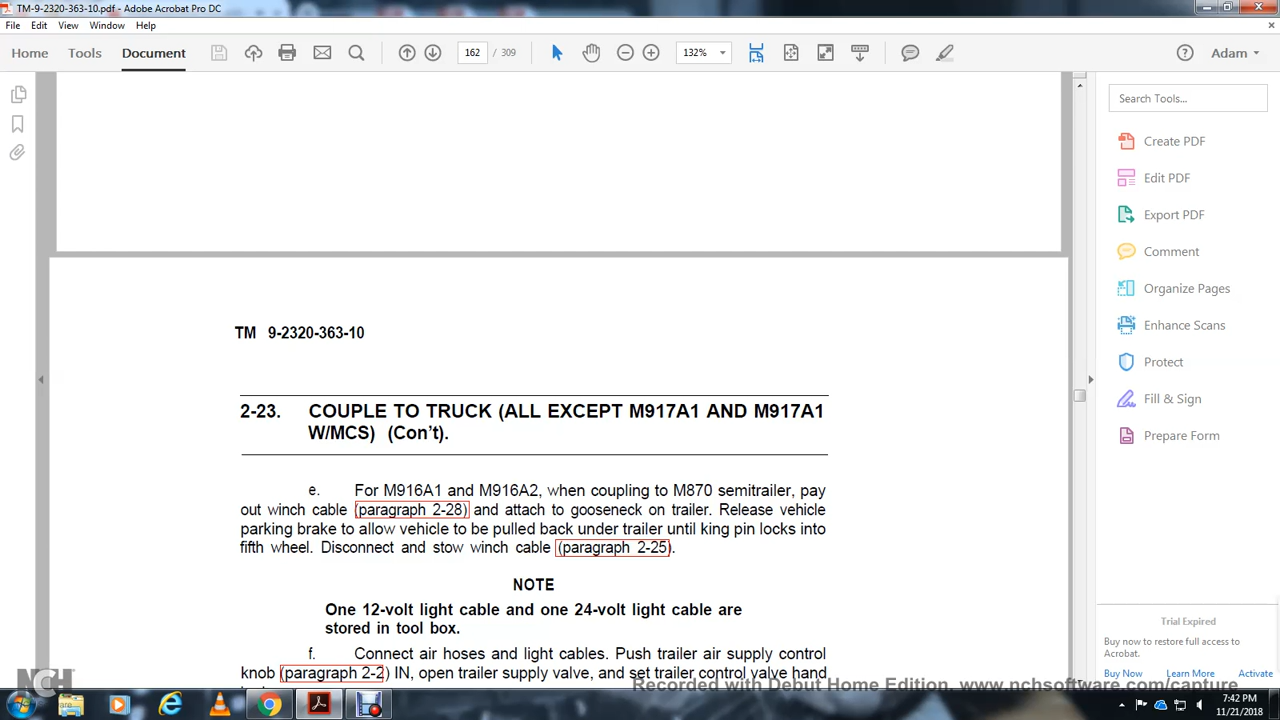 TM-9-2320-363-10.pdf - Adobe Acrobat Pro DC
File Edit View Window Help
Home Tools Document 162 / 309 132% Adam
Search Tools...
Create PDF
Edit PDF
Export PDF
Comment
Organize Pages
Enhance Scans
Protect
Fill & Sign
Prepare Form
TM 9-2320-363-10
2-23. COUPLE TO TRUCK (ALL EXCEPT M917A1 AND M917A1
W/MCS) (Con't).
e. For M916A1 and M916A2, when coupling to M870 semitrailer, pay
out winch cable (paragraph 2-28) and attach to gooseneck on trailer. Release vehicle
parking brake to allow vehicle to be pulled back under trailer until king pin locks into
fifth wheel. Disconnect and stow winch cable (paragraph 2-25).
NOTE
One 12-volt light cable and one 24-volt light cable are
stored in tool box.
f. Connect air hoses and light cables. Push trailer air supply control
knob (paragraph 2-2) IN, open trailer supply valve, and set trailer control valve hand
Trial Expired
Buy now to restore full access to
Acrobat.
Buy Now Learn More Activate
NCH
Recorded with Debut Home Edition. www.nchsoftware.com/capture
7:42 PM
11/21/2018